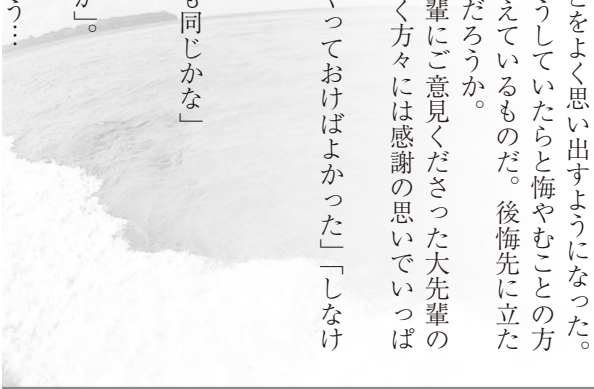 とをよく思い出すようになった。
うしていたらと悔やむことの方
えているものだ。後悔先に立た
だろうか。
輩にご意見くださった大先輩の
く方々には感謝の思いでいっぱ
っておけばよかった」「しなけ
も同じかな」
か」。
う…